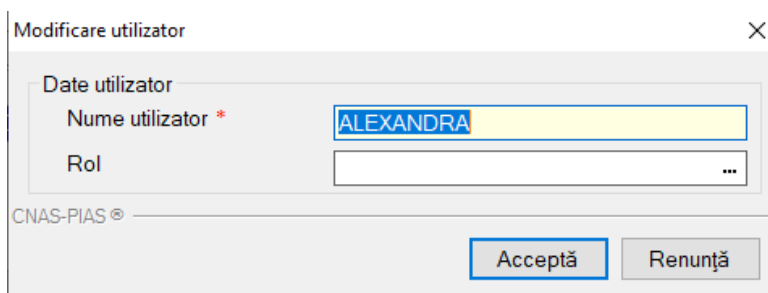 Modificare utilizator
Date utilizator
Nume utilizator *
ALEXANDRA
Rol
...
CNAS-PIAS ®
Acceptă
Renunţă